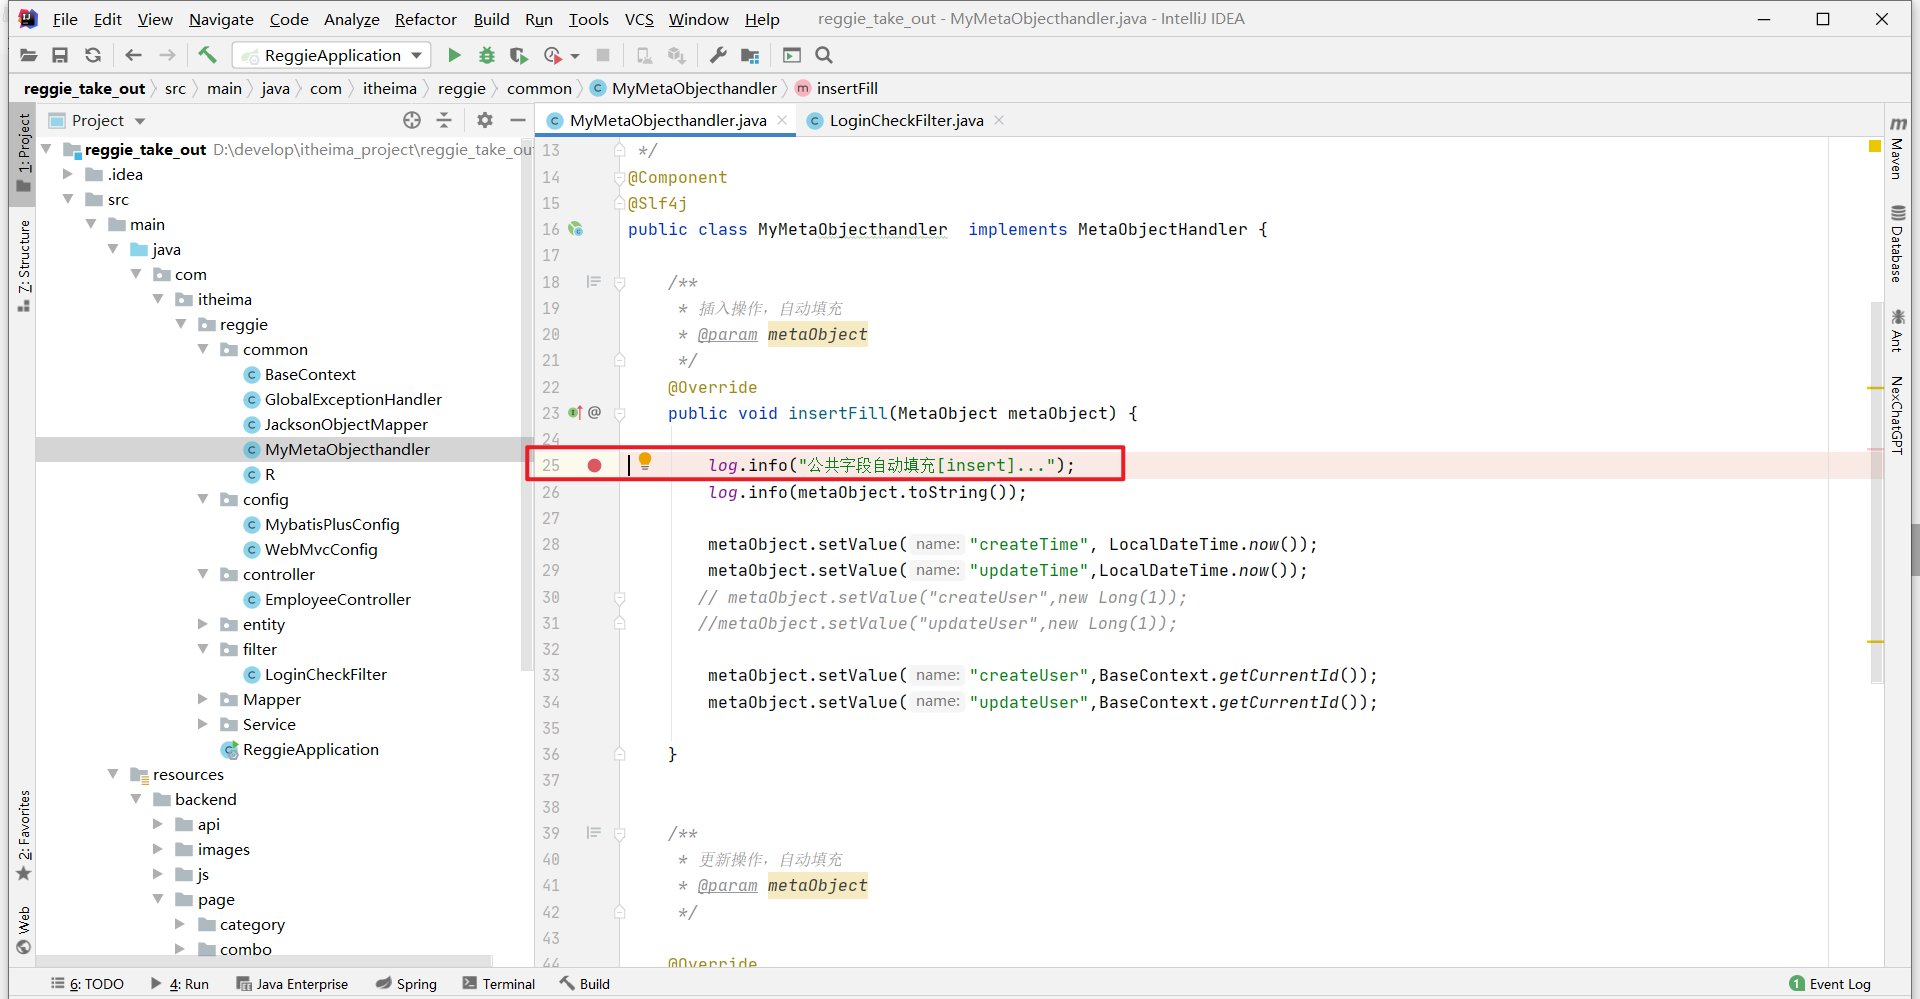 File Edit View Navigate Code Analyze Refactor Build Run Tools VCS Window Help reggie_take_out - MyMetaObjecthandler.java - IntelliJ IDEA
ReggieApplication
reggie_take_out src main java com itheima reggie common MyMetaObjecthandler insertFill
1: Project
Z: Structure
2: Favorites
Web
Project
reggie_take_out D:\develop\itheima_project\reggie_take_ou
.idea
src
main
java
com
itheima
reggie
common
BaseContext
GlobalExceptionHandler
JacksonObjectMapper
MyMetaObjecthandler
R
config
MybatisPlusConfig
WebMvcConfig
controller
EmployeeController
entity
filter
LoginCheckFilter
Mapper
Service
ReggieApplication
resources
backend
api
images
js
page
category
combo
MyMetaObjecthandler.java LoginCheckFilter.java
13 */
14 @Component
15 @Slf4j
16 public class MyMetaObjecthandler  implements MetaObjectHandler {
17
18 /**
19 * 插入操作，自动填充
20 * @param metaObject
21 */
22 @Override
23 @ public void insertFill(MetaObject metaObject) {
24
25 log.info("公共字段自动填充[insert]...");
26 log.info(metaObject.toString());
27
28 metaObject.setValue( name: "createTime", LocalDateTime.now());
29 metaObject.setValue( name: "updateTime",LocalDateTime.now());
30 // metaObject.setValue("createUser",new Long(1));
31 //metaObject.setValue("updateUser",new Long(1));
32
33 metaObject.setValue( name: "createUser",BaseContext.getCurrentId());
34 metaObject.setValue( name: "updateUser",BaseContext.getCurrentId());
35
36 }
37
38
39 /**
40 * 更新操作，自动填充
41 * @param metaObject
42 */
43
44 @Override
m Maven
Database
Ant
NexChatGPT
6: TODO 4: Run Java Enterprise Spring Terminal Build 1 Event Log